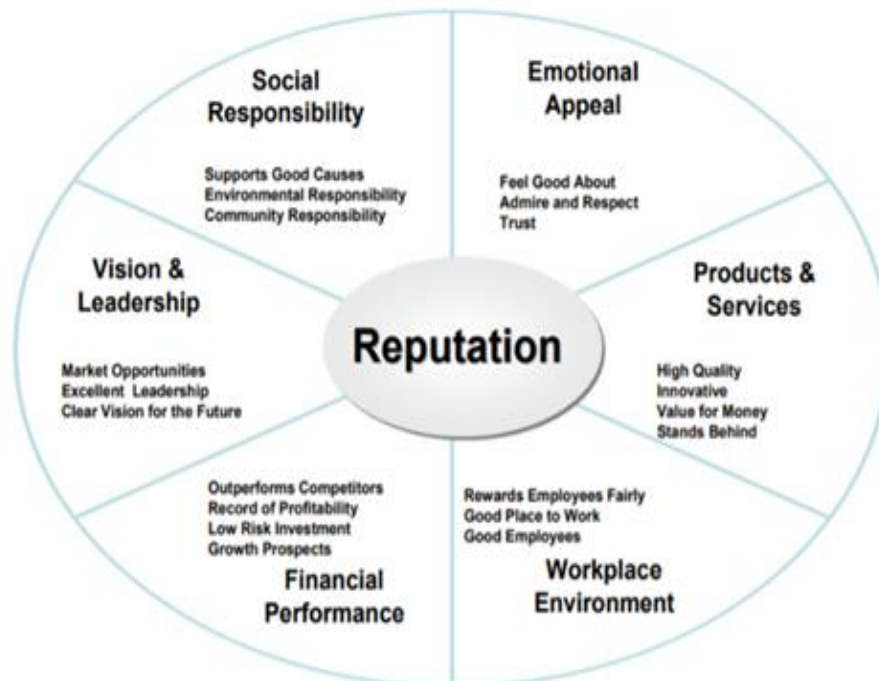 Social
Responsibility
Supports Good Causes
Environmental Responsibility
Community Responsibility
Emotional
Appeal
Feel Good About
Admire and Respect
Trust
Vision &
Leadership
Market Opportunities
Excellent Leadership
Clear Vision for the Future
Reputation
Products &
Services
High Quality
Innovative
Value for Money
Stands Behind
Outperforms Competitors
Record of Profitability
Low Risk Investment
Growth Prospects
Financial
Performance
Rewards Employees Fairly
Good Place to Work
Good Employees
Workplace
Environment